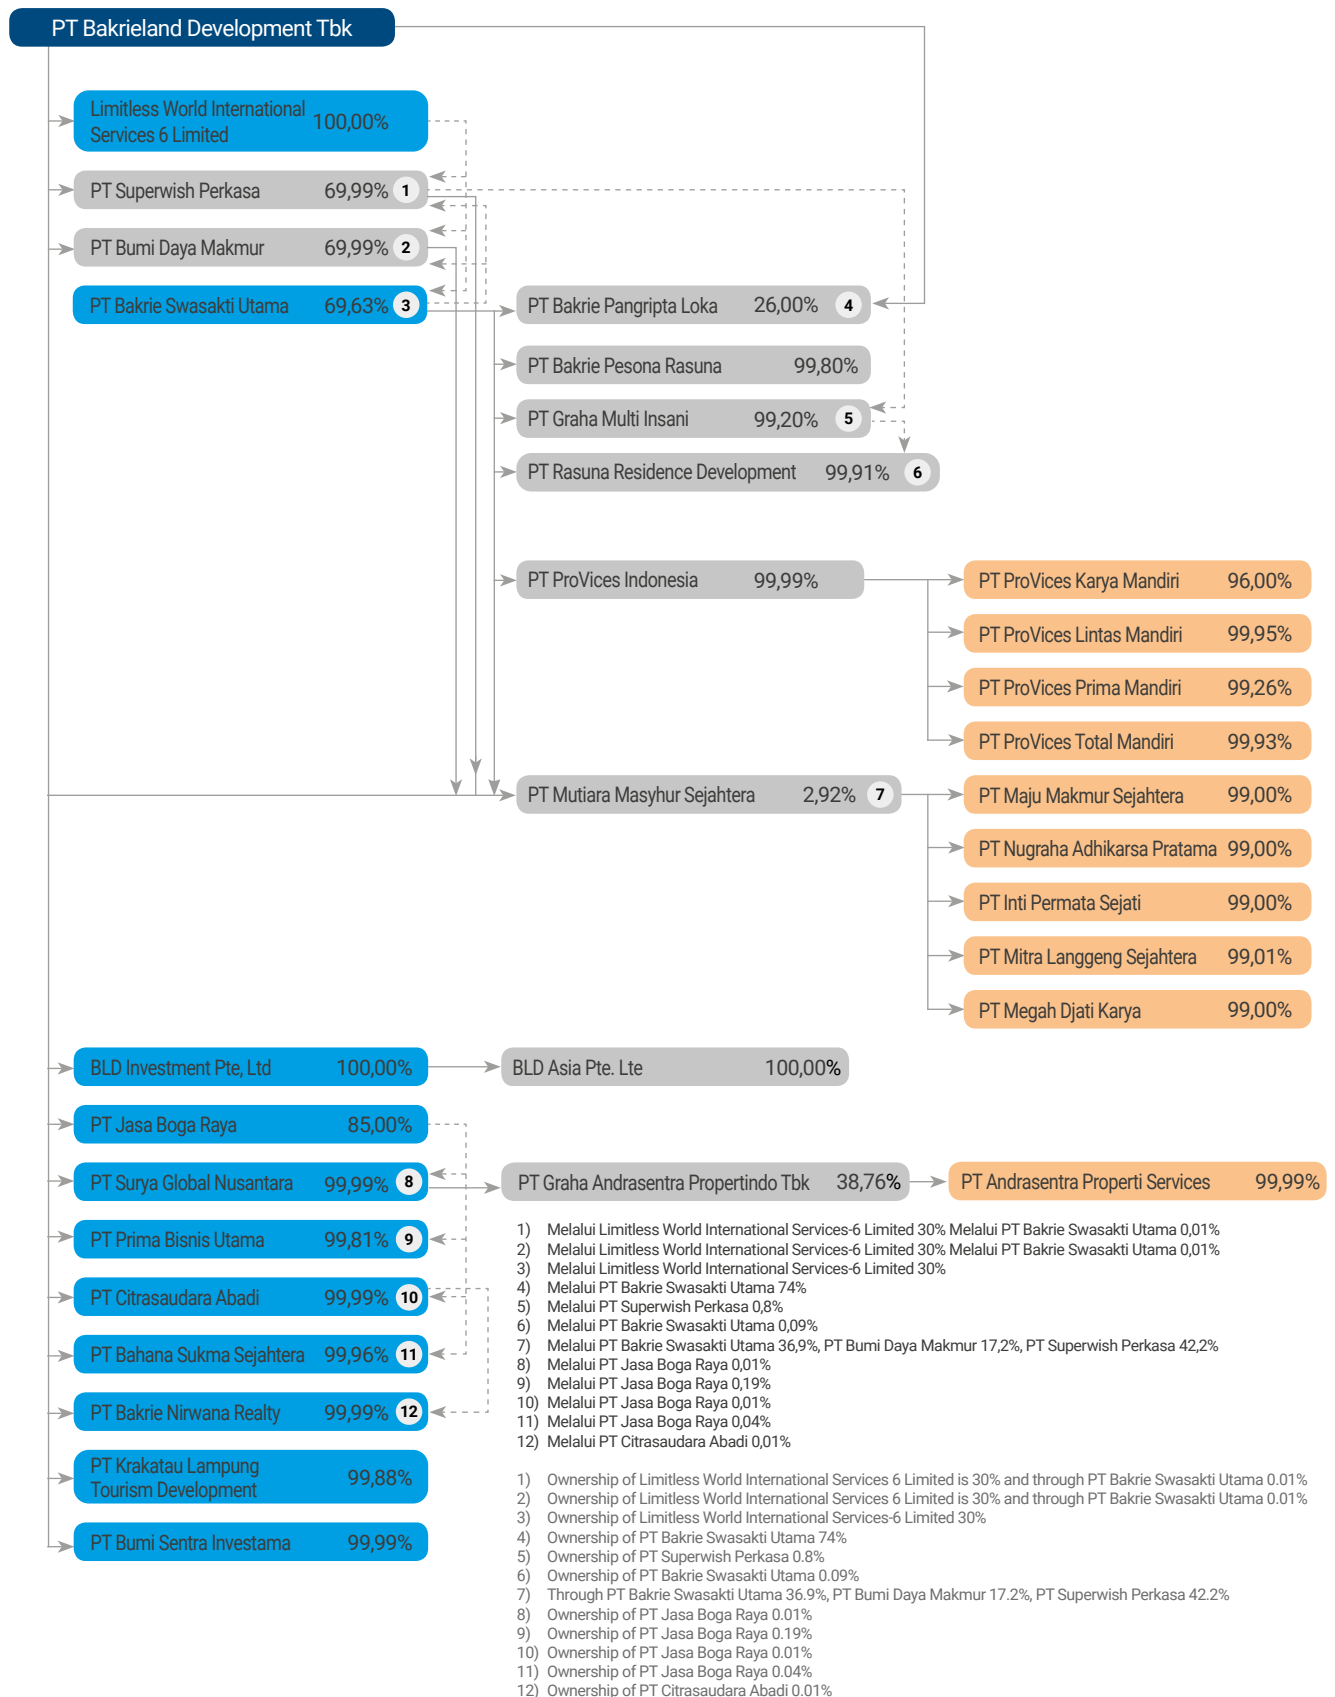 PT Bakrieland Development Tbk
Limitless World International
Services 6 Limited
100,00%
PT Superwish Perkasa 69,99% 1
PT Bumi Daya Makmur 69,99% 2
PT Bakrie Swasakti Utama 69,63% 3
PT Bakrie Pangripta Loka 26,00% 4
PT Bakrie Pesona Rasuna 99,80%
PT Graha Multi Insani 99,20% 5
PT Rasuna Residence Development 99,91% 6
PT ProVices Indonesia 99,99%
PT ProVices Karya Mandiri 96,00%
PT ProVices Lintas Mandiri 99,95%
PT ProVices Prima Mandiri 99,26%
PT ProVices Total Mandiri 99,93%
PT Mutiara Masyhur Sejahtera 2,92% 7
PT Maju Makmur Sejahtera 99,00%
PT Nugraha Adhikarsa Pratama 99,00%
PT Inti Permata Sejati 99,00%
PT Mitra Langgeng Sejahtera 99,01%
PT Megah Djati Karya 99,00%
BLD Investment Pte, Ltd 100,00%
BLD Asia Pte. Lte 100,00%
PT Jasa Boga Raya 85,00%
PT Surya Global Nusantara 99,99% 8
PT Graha Andrasentra Propertindo Tbk 38,76%
PT Andrasentra Properti Services 99,99%
PT Prima Bisnis Utama 99,81% 9
PT Citrasaudara Abadi 99,99% 10
PT Bahana Sukma Sejahtera 99,96% 11
PT Bakrie Nirwana Realty 99,99% 12
PT Krakatau Lampung
Tourism Development
99,88%
PT Bumi Sentra Investama 99,99%
1) Melalui Limitless World International Services-6 Limited 30% Melalui PT Bakrie Swasakti Utama 0,01%
2) Melalui Limitless World International Services-6 Limited 30% Melalui PT Bakrie Swasakti Utama 0,01%
3) Melalui Limitless World International Services-6 Limited 30%
4) Melalui PT Bakrie Swasakti Utama 74%
5) Melalui PT Superwish Perkasa 0,8%
6) Melalui PT Bakrie Swasakti Utama 0,09%
7) Melalui PT Bakrie Swasakti Utama 36,9%, PT Bumi Daya Makmur 17,2%, PT Superwish Perkasa 42,2%
8) Melalui PT Jasa Boga Raya 0,01%
9) Melalui PT Jasa Boga Raya 0,19%
10) Melalui PT Jasa Boga Raya 0,01%
11) Melalui PT Jasa Boga Raya 0,04%
12) Melalui PT Citrasaudara Abadi 0,01%
1) Ownership of Limitless World International Services 6 Limited is 30% and through PT Bakrie Swasakti Utama 0.01%
2) Ownership of Limitless World International Services 6 Limited is 30% and through PT Bakrie Swasakti Utama 0.01%
3) Ownership of Limitless World International Services-6 Limited 30%
4) Ownership of PT Bakrie Swasakti Utama 74%
5) Ownership of PT Superwish Perkasa 0.8%
6) Ownership of PT Bakrie Swasakti Utama 0.09%
7) Through PT Bakrie Swasakti Utama 36.9%, PT Bumi Daya Makmur 17.2%, PT Superwish Perkasa 42.2%
8) Ownership of PT Jasa Boga Raya 0.01%
9) Ownership of PT Jasa Boga Raya 0.19%
10) Ownership of PT Jasa Boga Raya 0.01%
11) Ownership of PT Jasa Boga Raya 0.04%
12) Ownership of PT Citrasaudara Abadi 0.01%